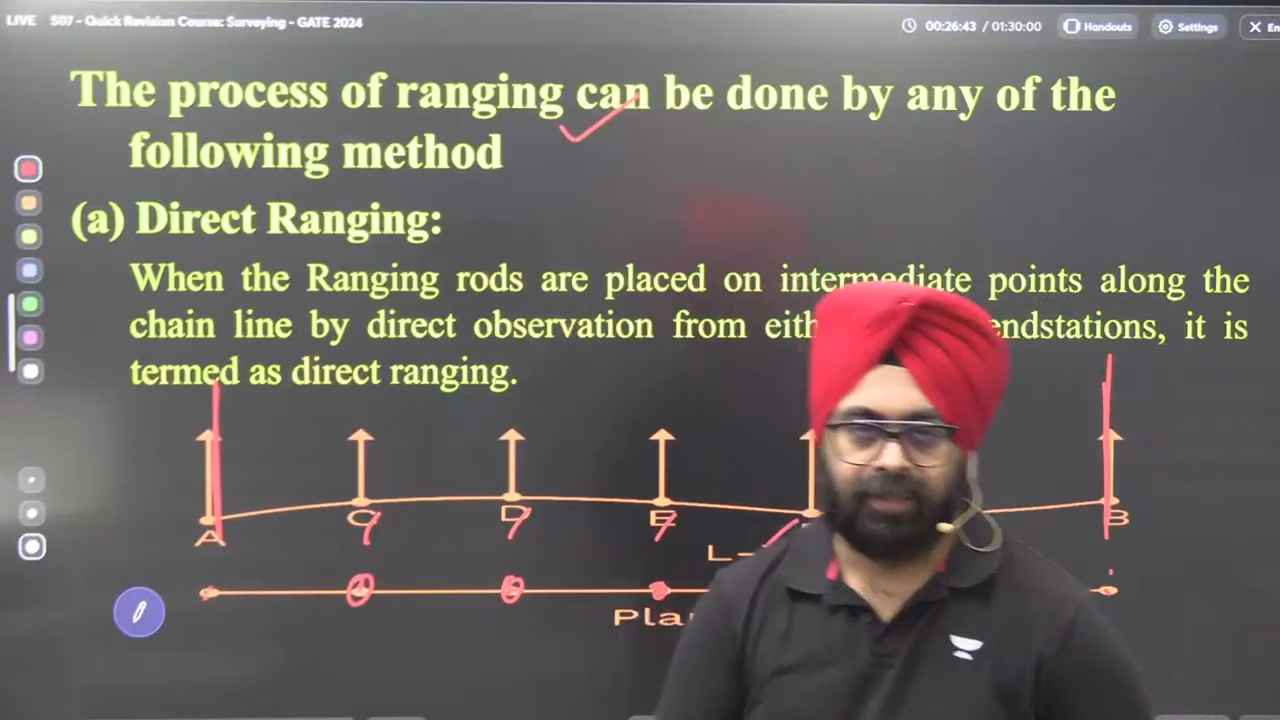 LIVE S07 - Quick Revision Course: Surveying - GATE 2024
00:26:43 / 01:30:00 Handouts Settings
The process of ranging can be done by any of the
following method
(a) Direct Ranging:
When the Ranging rods are placed on intermediate points along the
chain line by direct observation from endstations, it is
termed as direct ranging.
A C D E B